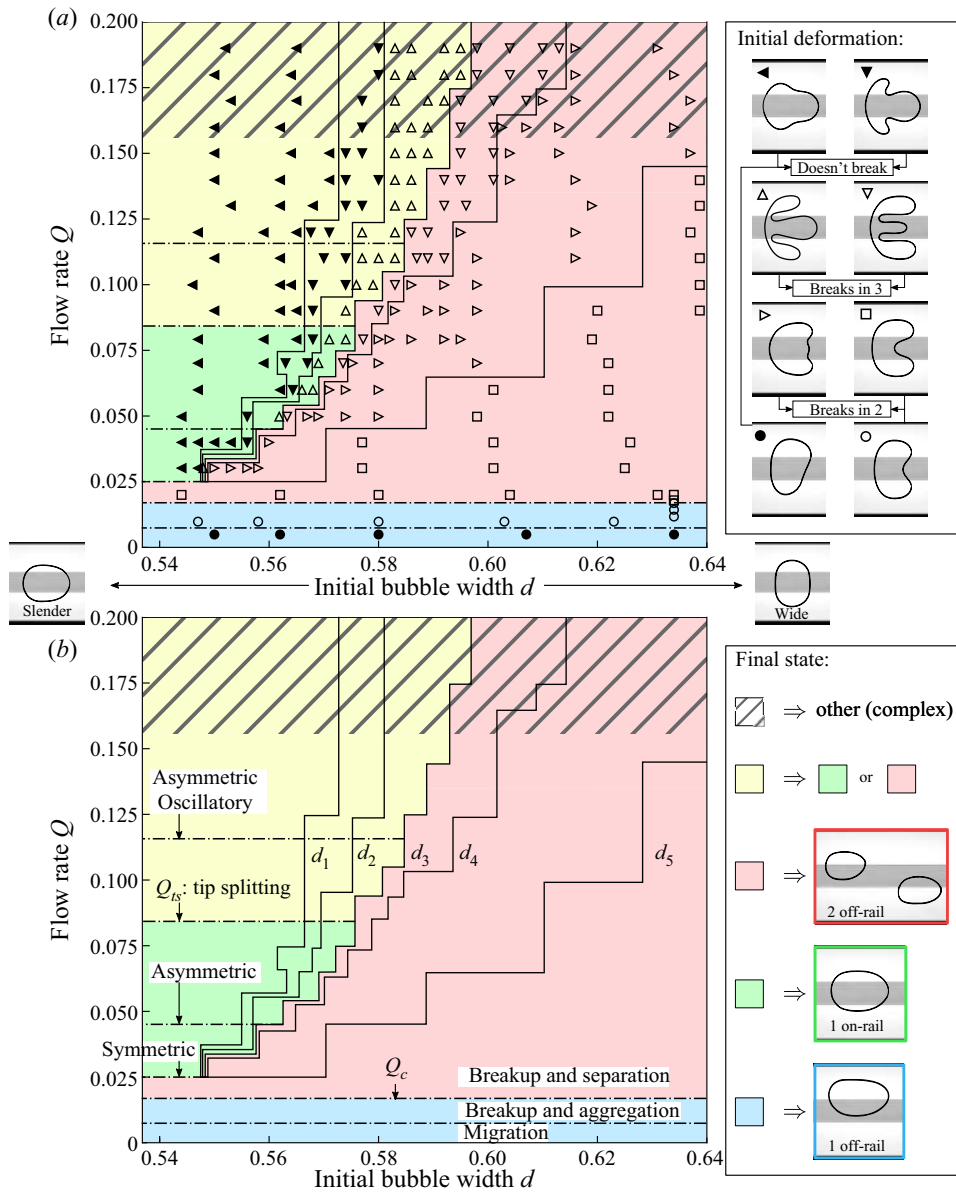 (a)
0.200
0.175
0.150
0.125
0.100
0.075
0.050
0.025
0
Flow rate Q
0.54
0.56
0.58
0.60
0.62
0.64
Initial bubble width d
Slender
Wide
Initial deformation:
Doesn't break
Breaks in 3
Breaks in 2
(b)
0.200
0.175
0.150
0.125
0.100
0.075
0.050
0.025
0
Flow rate Q
Asymmetric
Oscillatory
Qts: tip splitting
Asymmetric
Symmetric
d1
d2
d3
d4
d5
Qc
Breakup and separation
Breakup and aggregation
Migration
0.54
0.56
0.58
0.60
0.62
0.64
Initial bubble width d
Final state:
⇒ other (complex)
⇒ or
⇒
2 off-rail
⇒
1 on-rail
⇒
1 off-rail